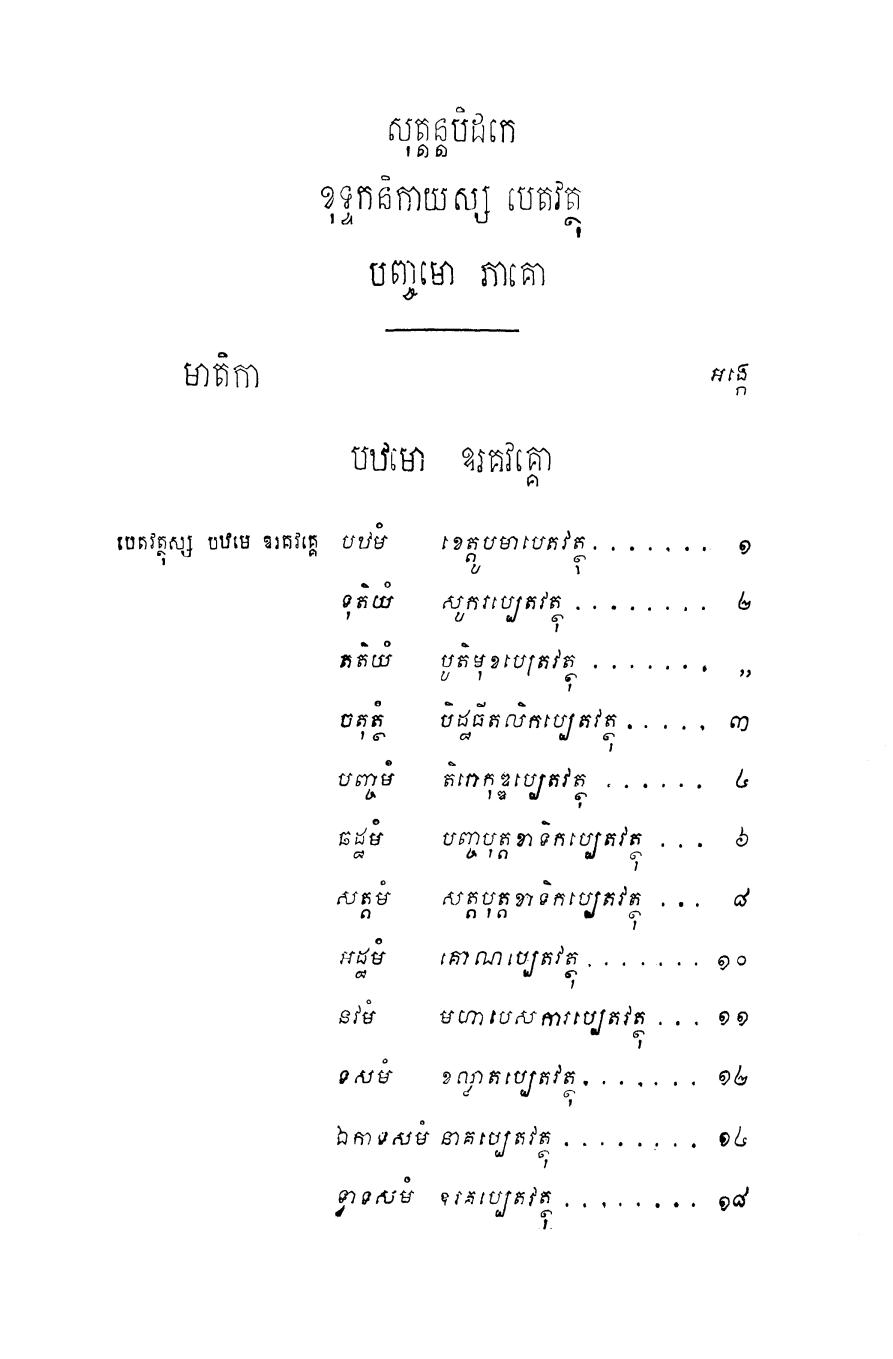 សុត្តន្តបិដកេ
ខុទ្ទកនិកាយស្ស បេតវត្ថុ
បញ្ចមោ ភាគោ
មាតិកា អង្កេ
បឋមោ ឧរគវគ្គោ
បេតវត្ថុស្ស បឋមេ ឧរគវគ្គេ បឋមំ ខេត្តូបមាបេតវត្ថុ . . . . . . . ១
ទុតិយំ សូករប្បេតវត្ថុ . . . . . . . . ២
តតិយំ បូតិមុខប្បេតវត្ថុ . . . . . . . ,,
ចតុត្ថំ បិដ្ឋធីតលិកប្បេតវត្ថុ . . . . . ៣
បញ្ចមំ តិរោកុឌ្ឌប្បេតវត្ថុ . . . . . . ៤
ឆដ្ឋមំ បញ្ចបុត្តខាទិកប្បេតវត្ថុ . . . ៦
សត្តមំ សត្តបុត្តខាទិកប្បេតវត្ថុ . . . ៨
អដ្ឋមំ គោណប្បេតវត្ថុ . . . . . . . ១០
នវមំ មហាបេសការប្បេតវត្ថុ . . . ១១
ទសមំ ខល្លាតប្បេតវត្ថុ . . . . . . . ១២
ឯកាទសមំ នាគប្បេតវត្ថុ . . . . . . . . ១៤
ទ្វាទសមំ ឧរគប្បេតវត្ថុ . . . . . . . . ១៨